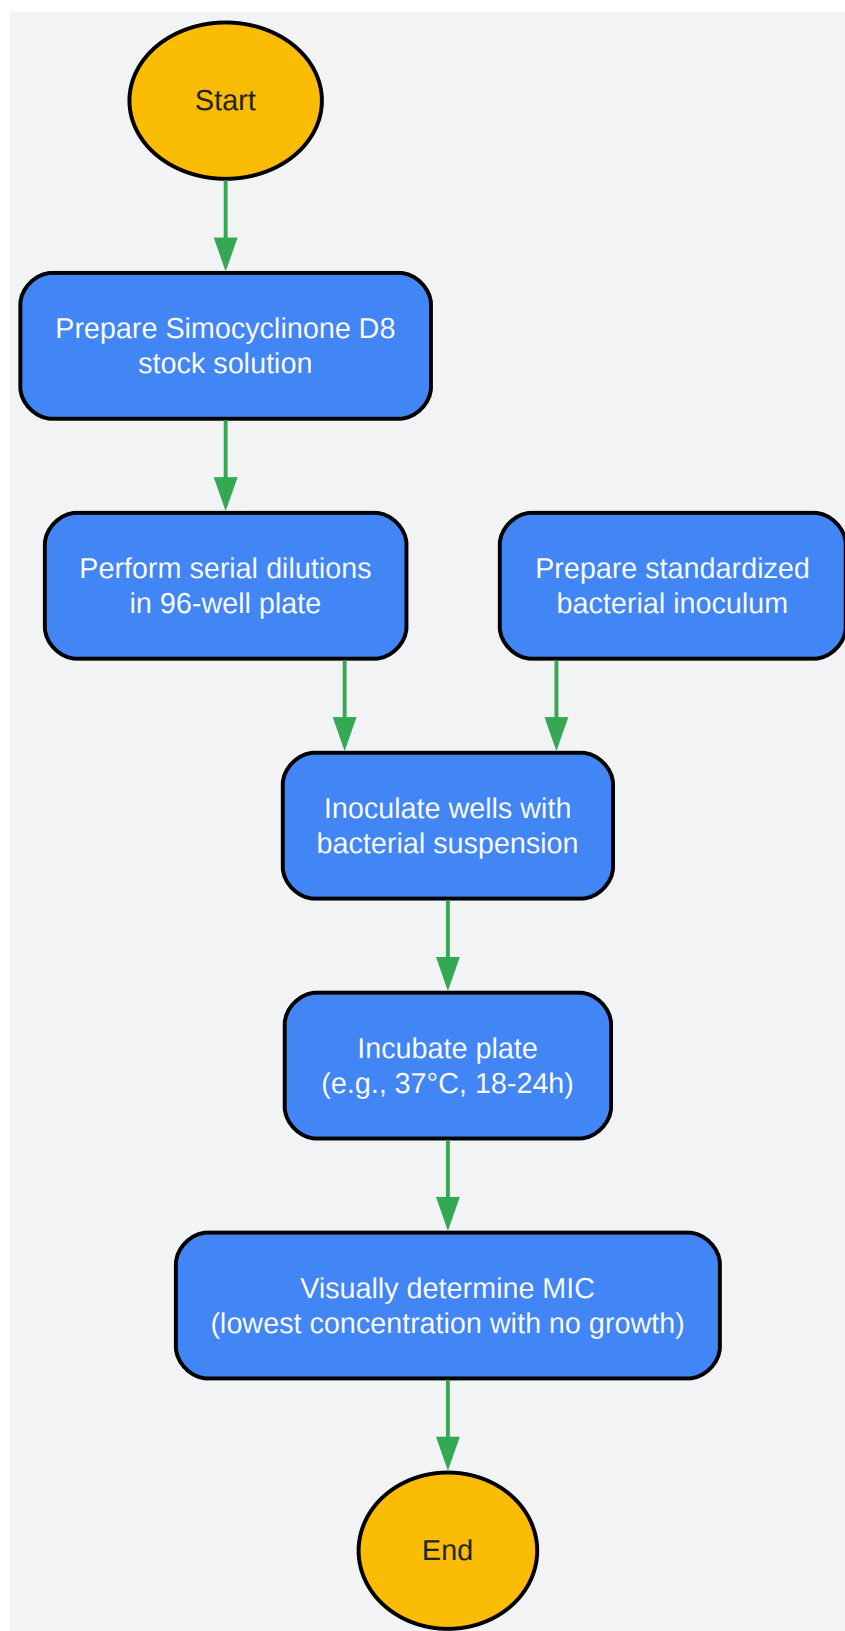 Start
Prepare Simocyclinone D8
stock solution
Perform serial dilutions
in 96-well plate
Prepare standardized
bacterial inoculum
Inoculate wells with
bacterial suspension
Incubate plate
(e.g., 37°C, 18-24h)
Visually determine MIC
(lowest concentration with no growth)
End